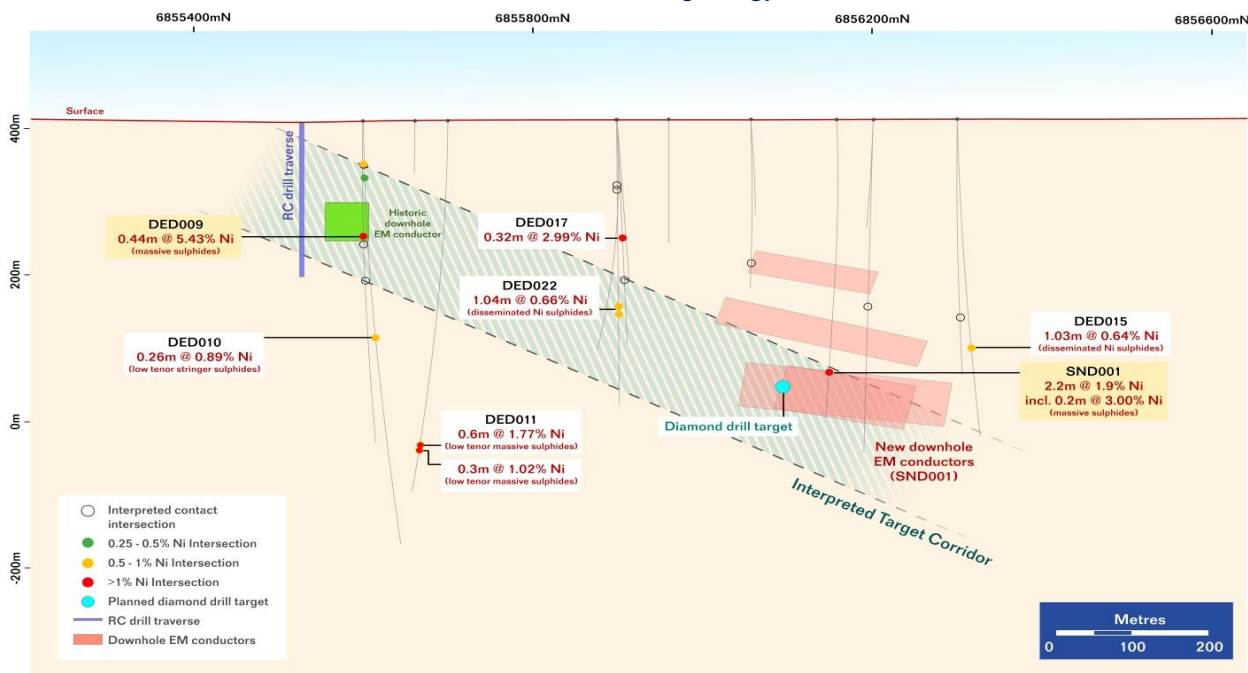 6855400mN
6855800mN
6856200mN
6856600mN
Surface
400m
200m
0m
-200m
RC drill traverse
Historic
downhole
EM conductor
DED009
0.44m @ 5.43% Ni
(massive sulphides)
DED017
0.32m @ 2.99% Ni
DED022
1.04m @ 0.66% Ni
(disseminated Ni sulphides)
DED010
0.26m @ 0.89% Ni
(low tenor stringer sulphides)
DED015
1.03m @ 0.64% Ni
(disseminated Ni sulphides)
SND001
2.2m @ 1.9% Ni
incl. 0.2m @ 3.00% Ni
(massive sulphides)
DED011
0.6m @ 1.77% Ni
(low tenor massive sulphides)
0.3m @ 1.02% Ni
(low tenor massive sulphides)
Diamond drill target
New downhole
EM conductors
(SND001)
Interpreted Target Corridor
Interpreted contact
intersection
0.25 - 0.5% Ni Intersection
0.5 - 1% Ni Intersection
>1% Ni Intersection
Planned diamond drill target
RC drill traverse
Downhole EM conductors
Metres
0 100 200